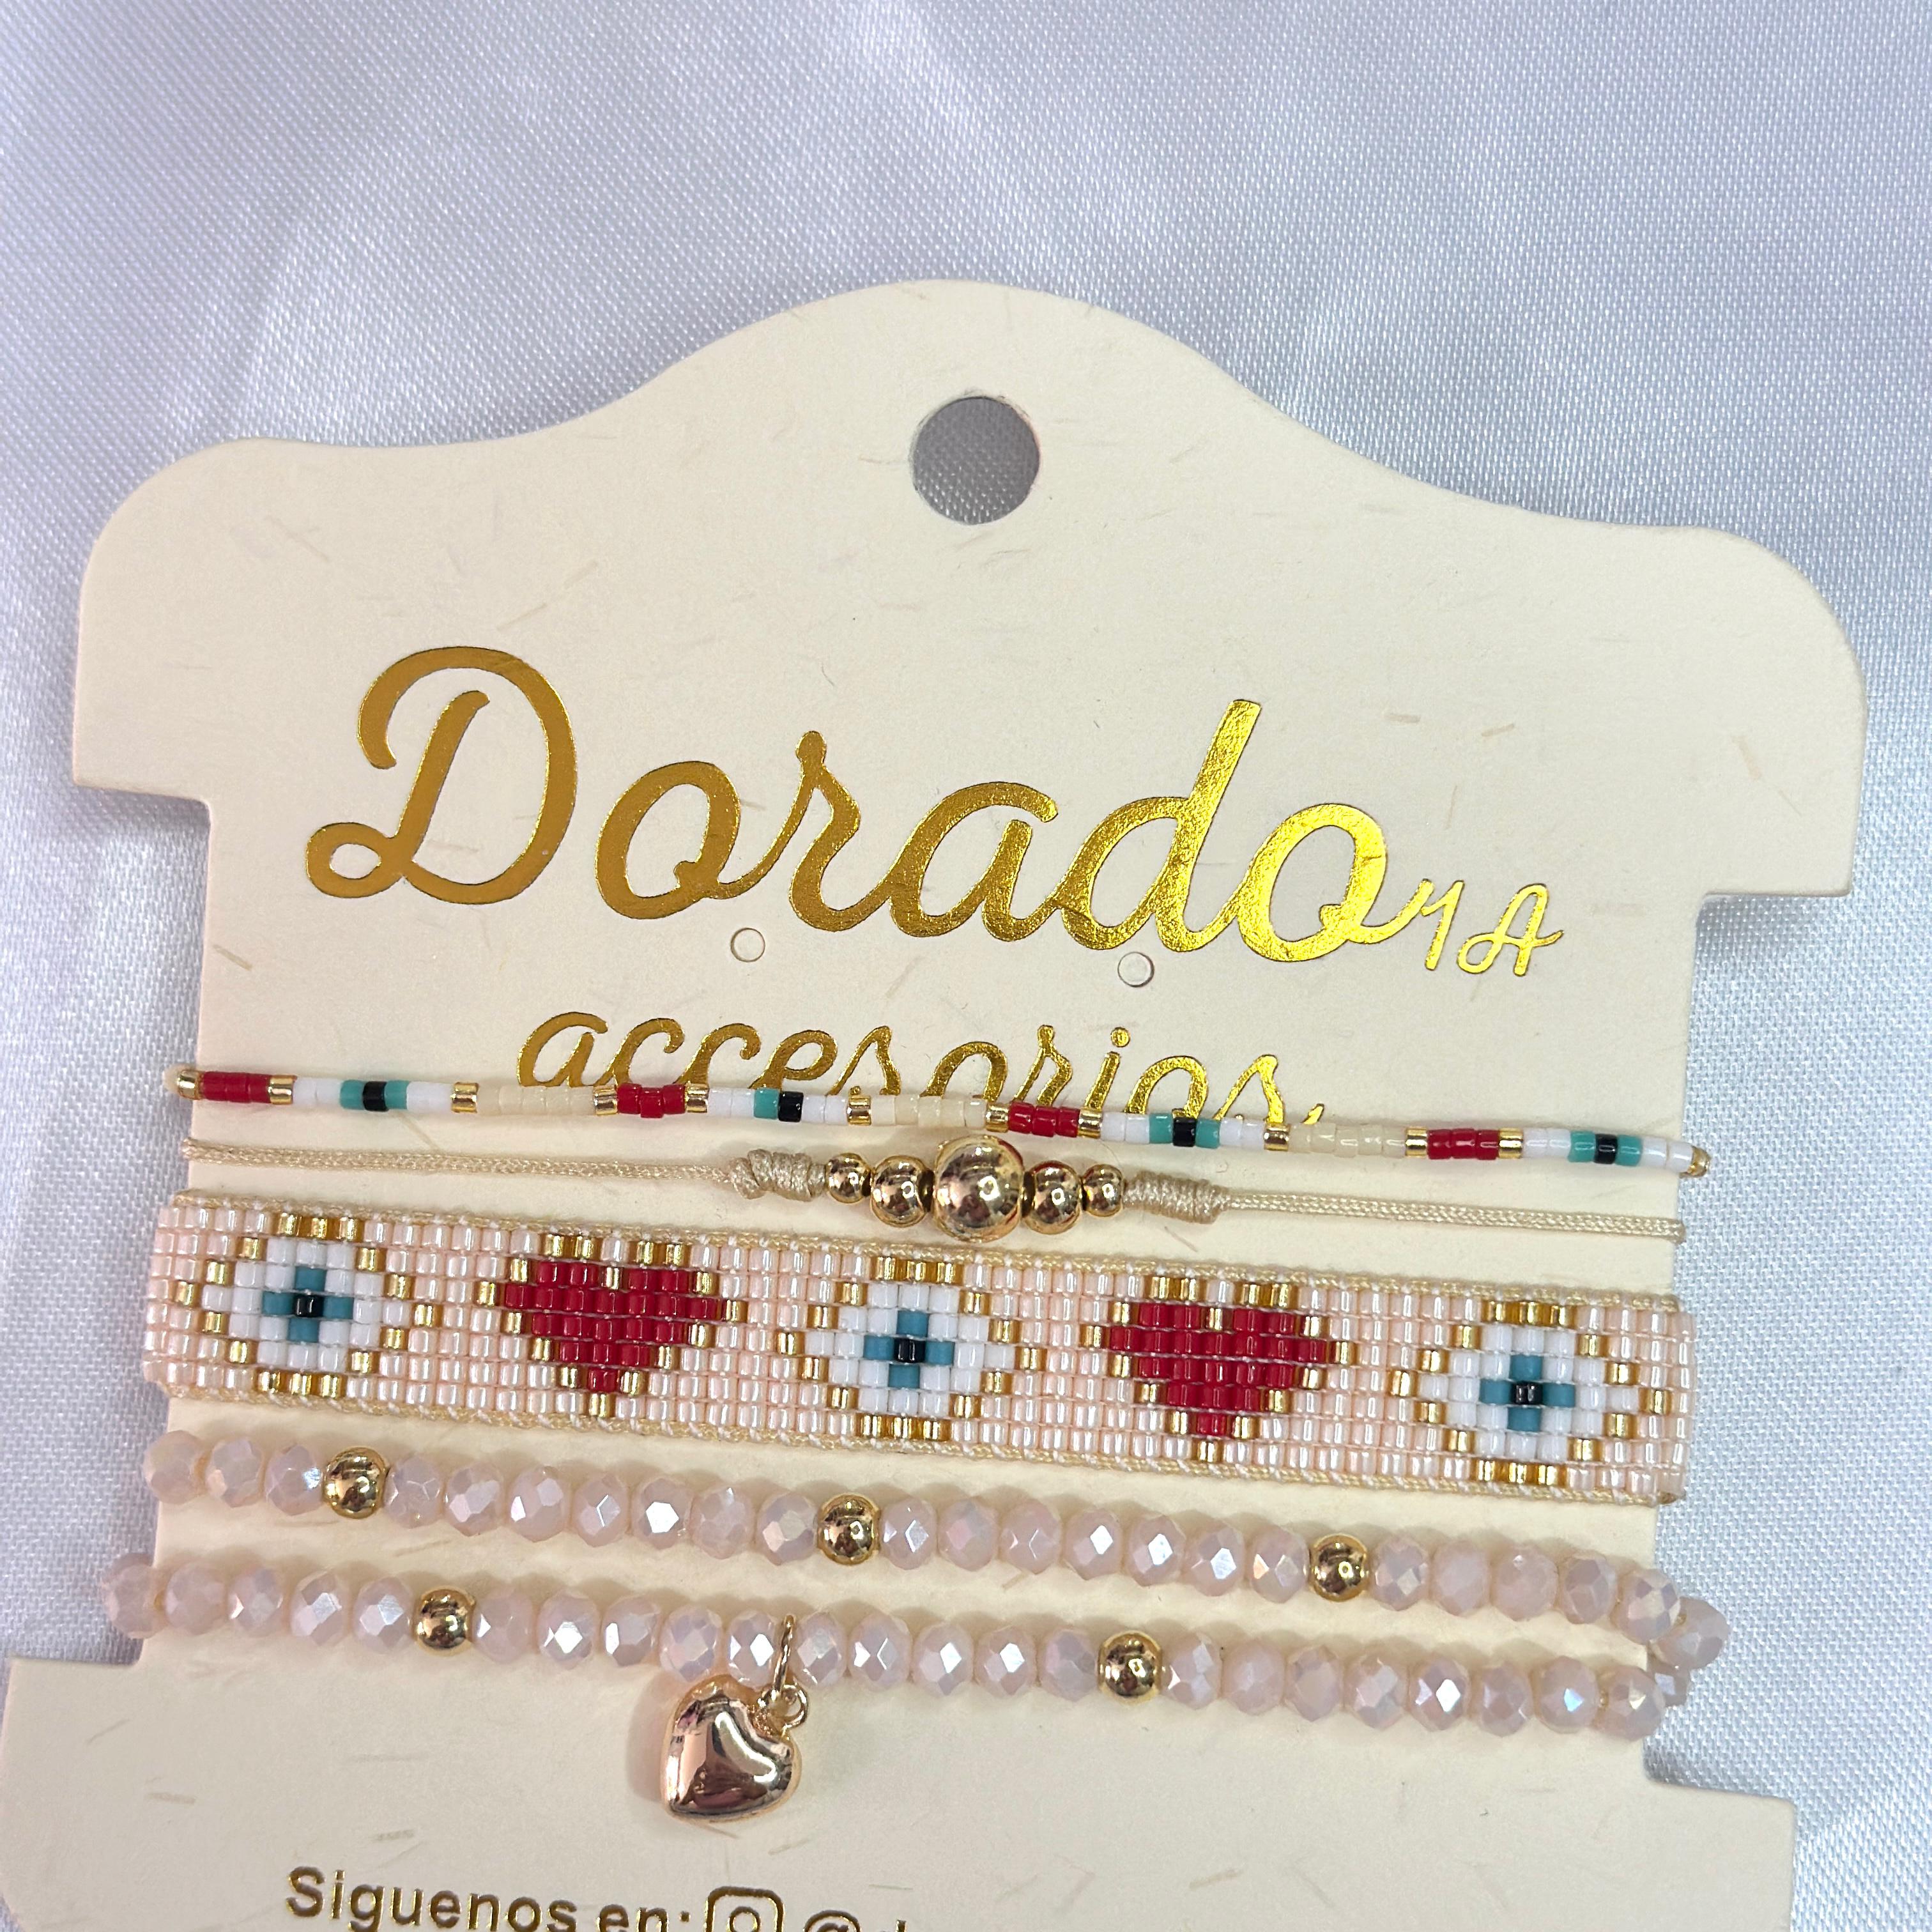 Dorado 1A
accesorios
Siguenos en: @